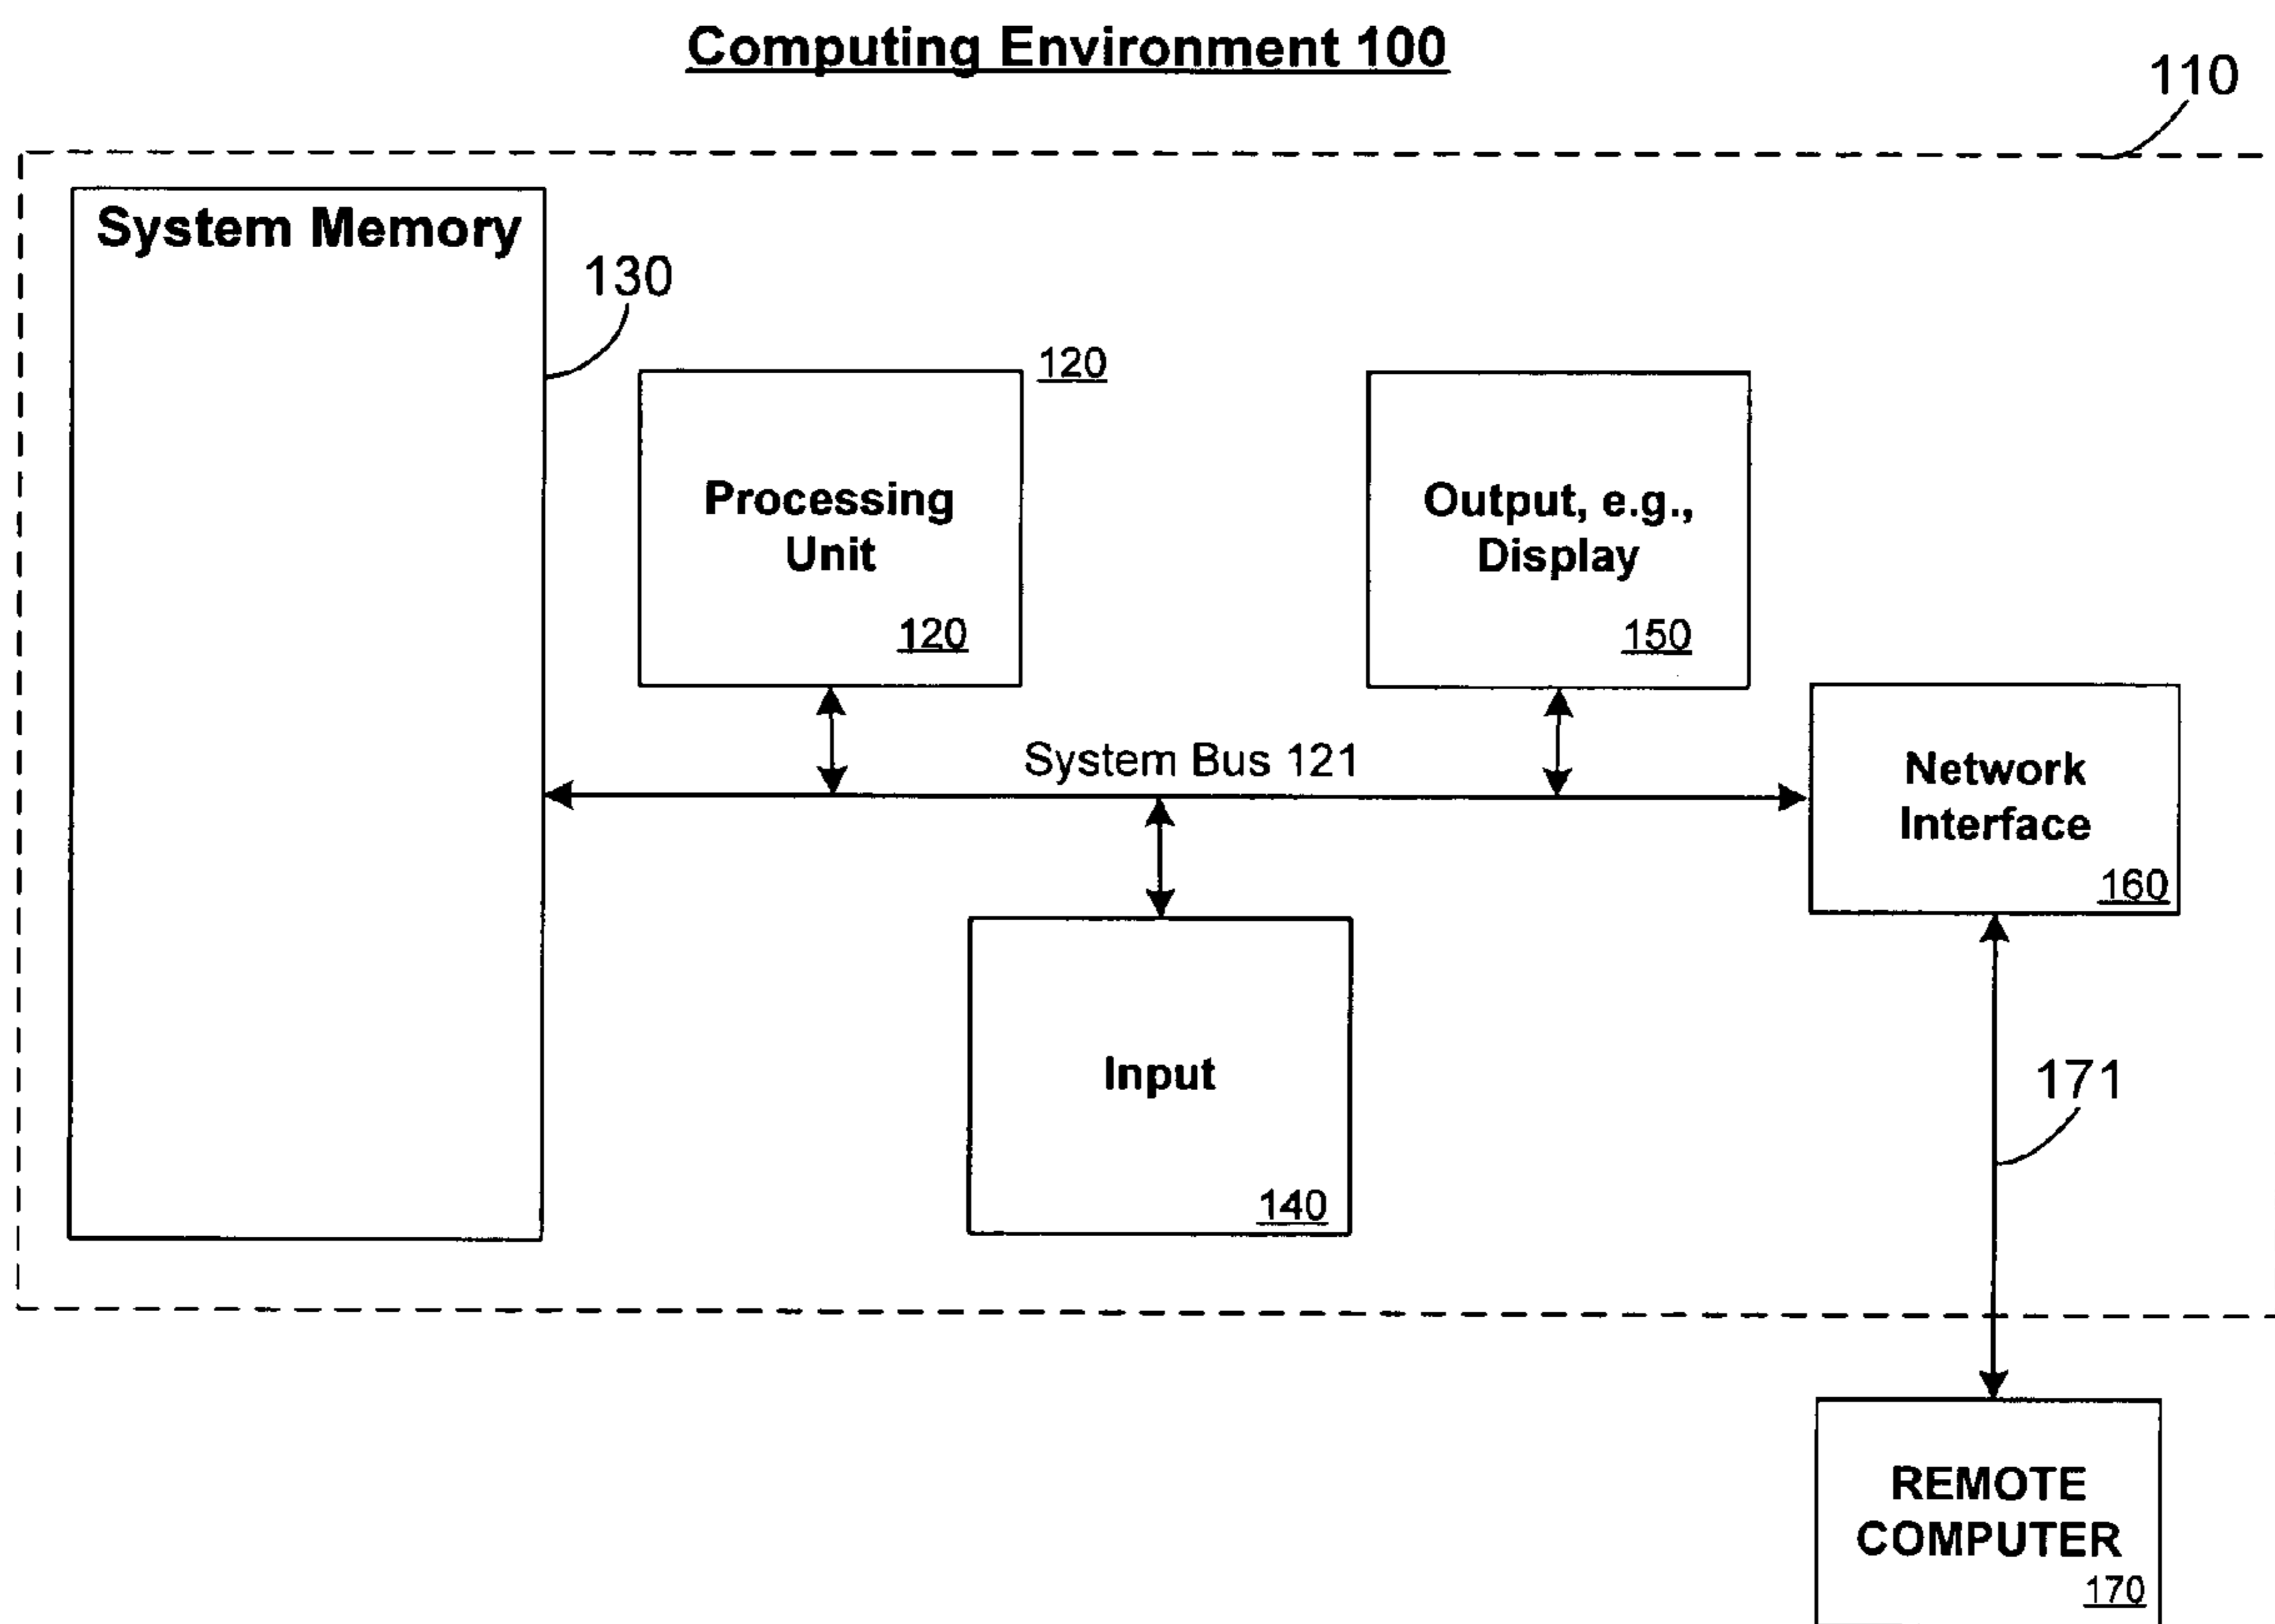 Computing Environment 100
110
System Memory
130
120
Processing
Unit
120
Output, e.g.,
Display
150
System Bus 121
Network
Interface
160
Input
140
171
REMOTE
COMPUTER
170